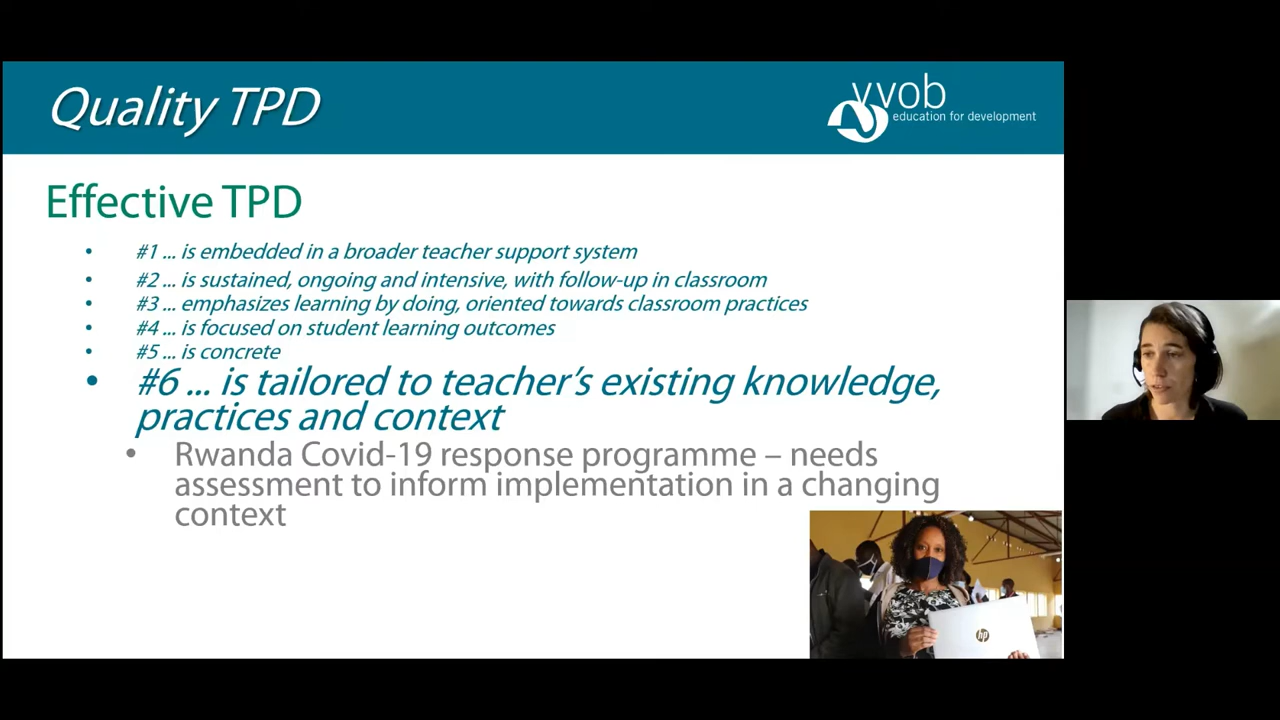 Quality TPD
vvob
education for development
Effective TPD
• #1 ... is embedded in a broader teacher support system
• #2 ... is sustained, ongoing and intensive, with follow-up in classroom
• #3 ... emphasizes learning by doing, oriented towards classroom practices
• #4 ... is focused on student learning outcomes
• #5 ... is concrete
• #6 ... is tailored to teacher’s existing knowledge,
practices and context
• Rwanda Covid-19 response programme – needs
assessment to inform implementation in a changing
context
hp